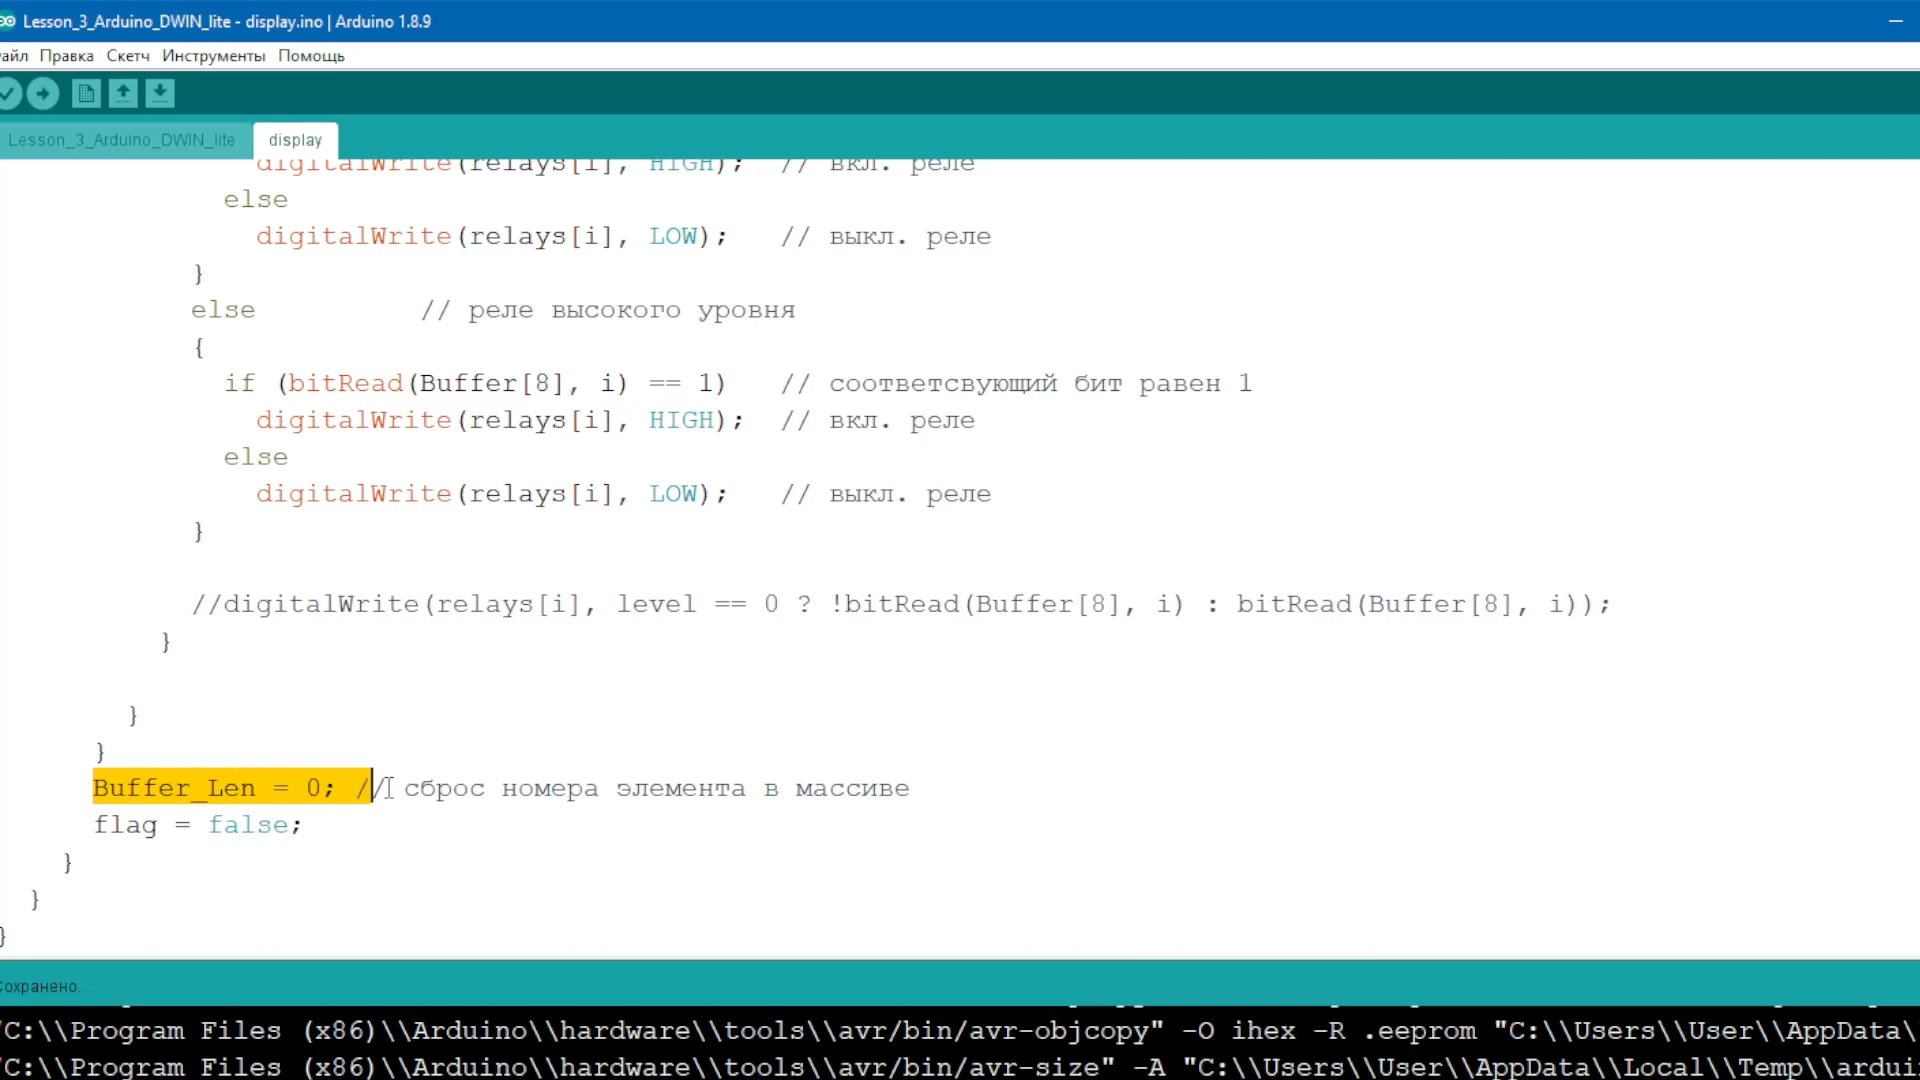 Lesson_3_Arduino_DWIN_lite - display.ino | Arduino 1.8.9
айл Правка Скетч Инструменты Помощь
Lesson_3_Arduino_DWIN_lite display
digitalWrite(relays[i], HIGH); // вкл. реле
else
digitalWrite(relays[i], LOW); // выкл. реле
}
else // реле высокого уровня
{
if (bitRead(Buffer[8], i) == 1) // соответсвующий бит равен 1
digitalWrite(relays[i], HIGH); // вкл. реле
else
digitalWrite(relays[i], LOW); // выкл. реле
}
//digitalWrite(relays[i], level == 0 ? !bitRead(Buffer[8], i) : bitRead(Buffer[8], i));
}
}
}
Buffer_Len = 0; // сброс номера элемента в массиве
flag = false;
}
}
}
Сохранено.
"C:\\Program Files (x86)\\Arduino\\hardware\\tools\\avr/bin/avr-objcopy" -O ihex -R .eeprom "C:\\Users\\User\\AppData\
"C:\\Program Files (x86)\\Arduino\\hardware\\tools\\avr/bin/avr-size" -A "C:\\Users\\User\\AppData\\Local\\Temp\\ardui